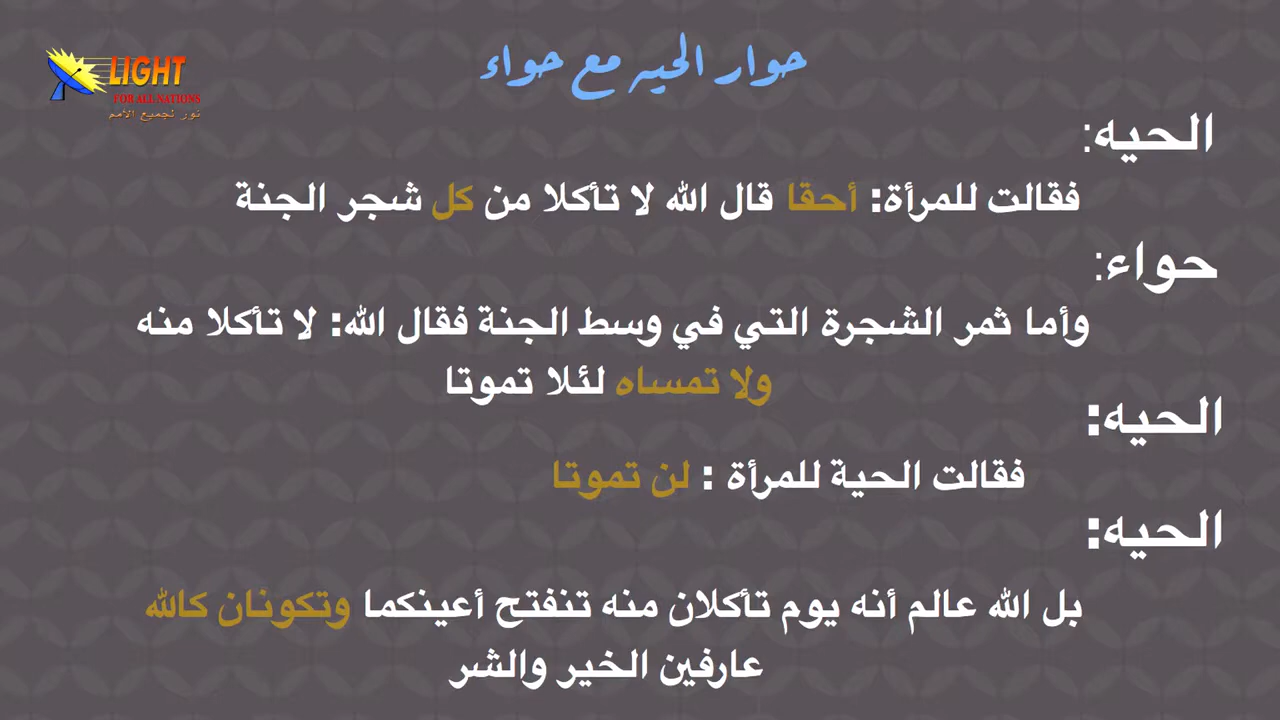 LIGHT
FOR ALL NATIONS
نور لجميع الأمم
حوار الحيه مع حواء
الحيه:
فقالت للمرأة: أحقا قال الله لا تأكلا من كل شجر الجنة
حواء:
وأما ثمر الشجرة التي في وسط الجنة فقال الله: لا تأكلا منه
ولا تمساه لئلا تموتا
الحيه:
فقالت الحية للمرأة : لن تموتا
الحيه:
بل الله عالم أنه يوم تأكلان منه تنفتح أعينكما وتكونان كالله
عارفين الخير والشر